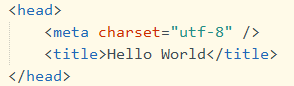 <head>
    <meta charset="utf-8" />
    <title>Hello World</title>
</head>